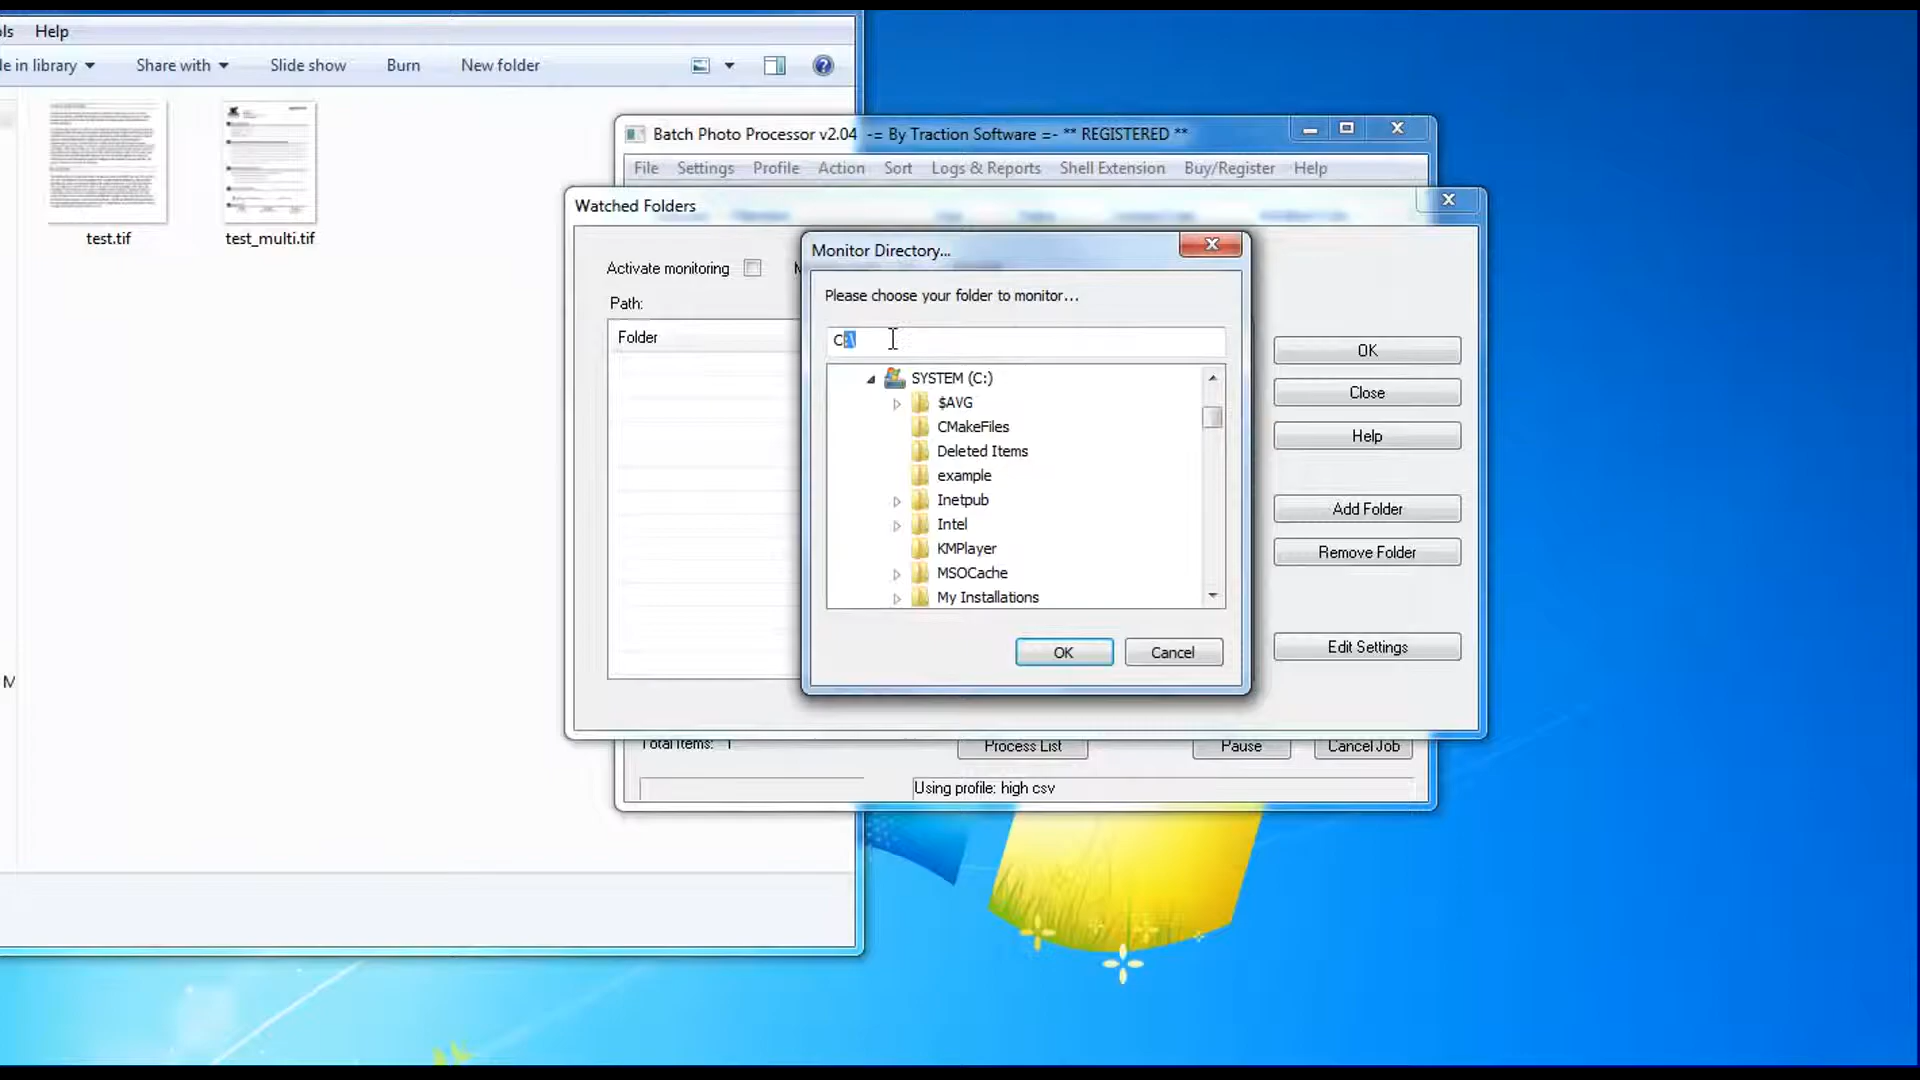 ols Help
de in library Share with Slide show Burn New folder
test.tif test_multi.tif
M
Batch Photo Processor v2.04 -= By Traction Software =- ** REGISTERED **
File Settings Profile Action Sort Logs & Reports Shell Extension Buy/Register Help
Watched Folders
Activate monitoring M
Path:
Folder
Monitor Directory...
Please choose your folder to monitor...
C:\
SYSTEM (C:)
$AVG
CMakeFiles
Deleted Items
example
Inetpub
Intel
KMPlayer
MSOCache
My Installations
OK Cancel
OK
Close
Help
Add Folder
Remove Folder
Edit Settings
Total Items: 1 Process List Pause Cancel Job
Using profile: high csv